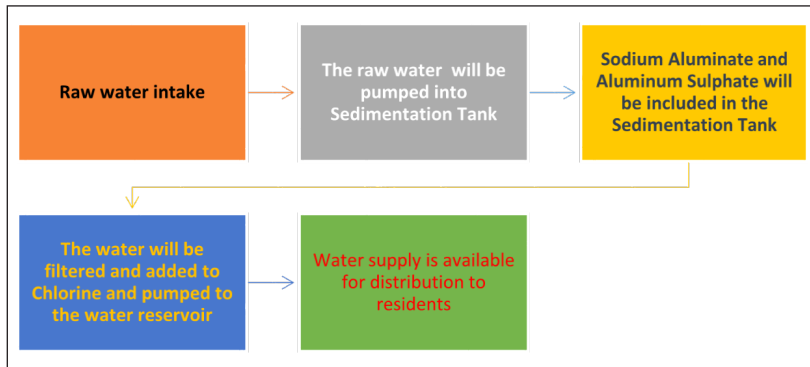 Raw water intake
The raw water will be
pumped into
Sedimentation Tank
Sodium Aluminate and
Aluminum Sulphate will
be included in the
Sedimentation Tank
The water will be
filtered and added to
Chlorine and pumped to
the water reservoir
Water supply is available
for distribution to
residents